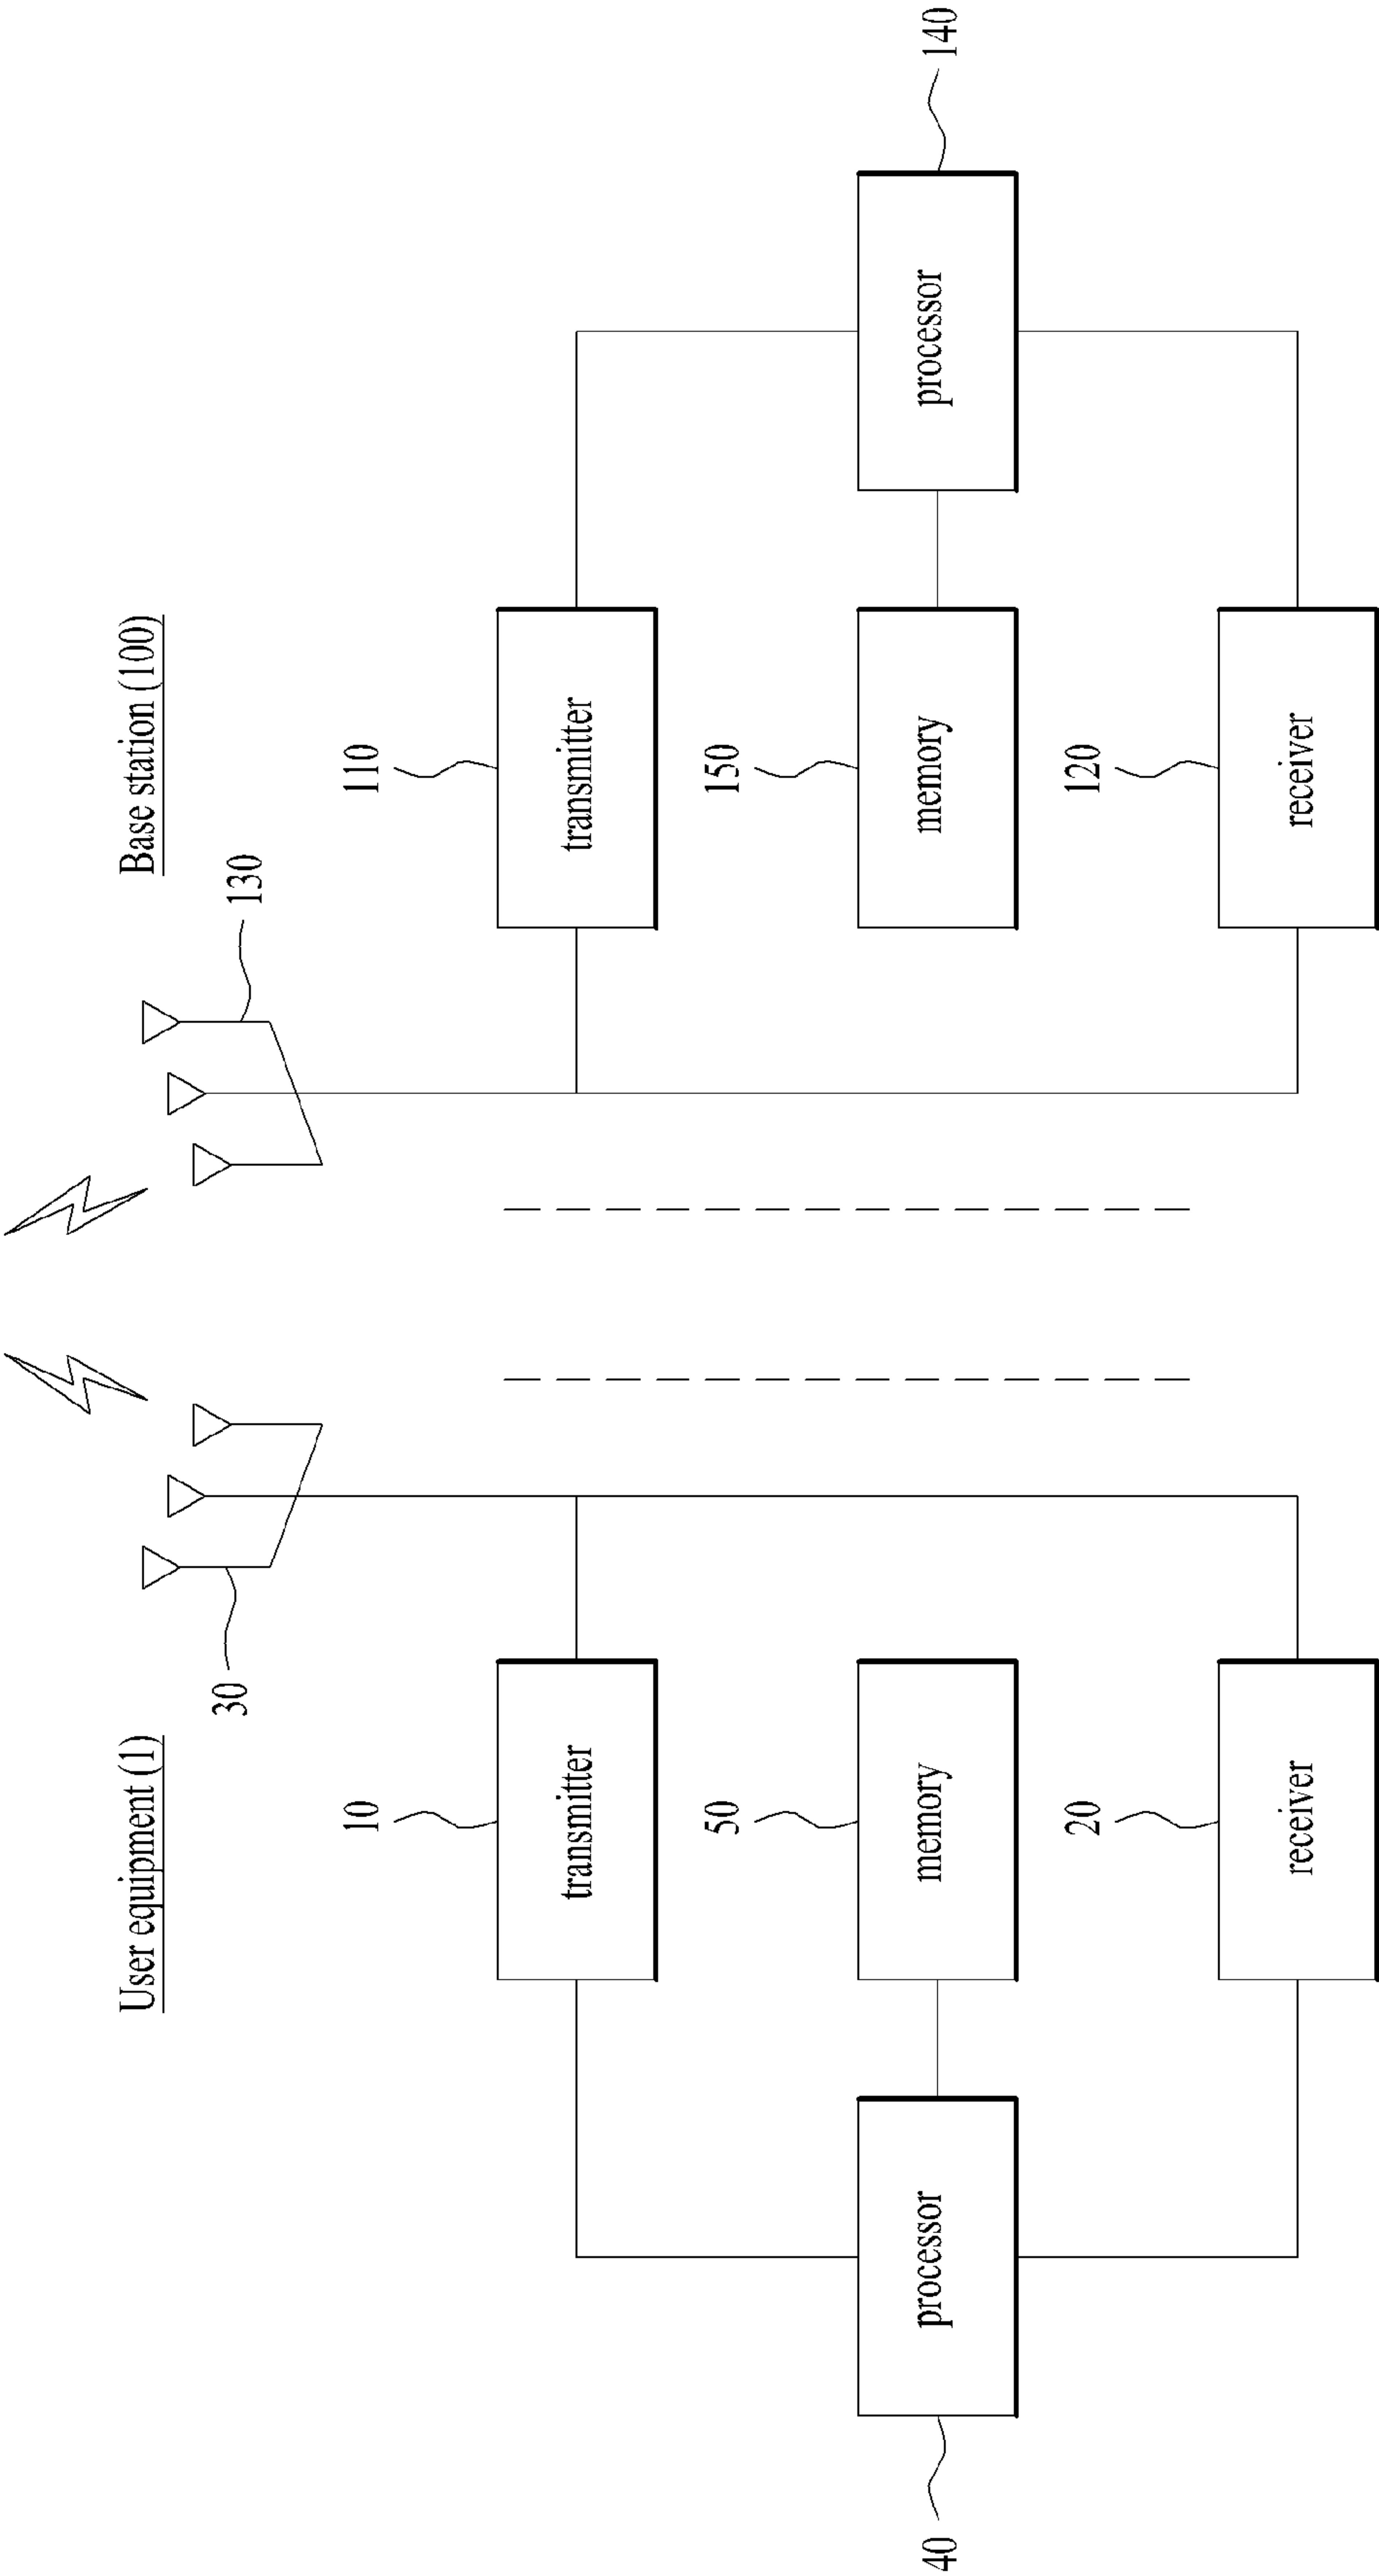 User equipment (1)
Base station (100)
30
130
10
110
transmitter
transmitter
50
150
40
processor
memory
memory
processor
140
20
120
receiver
receiver